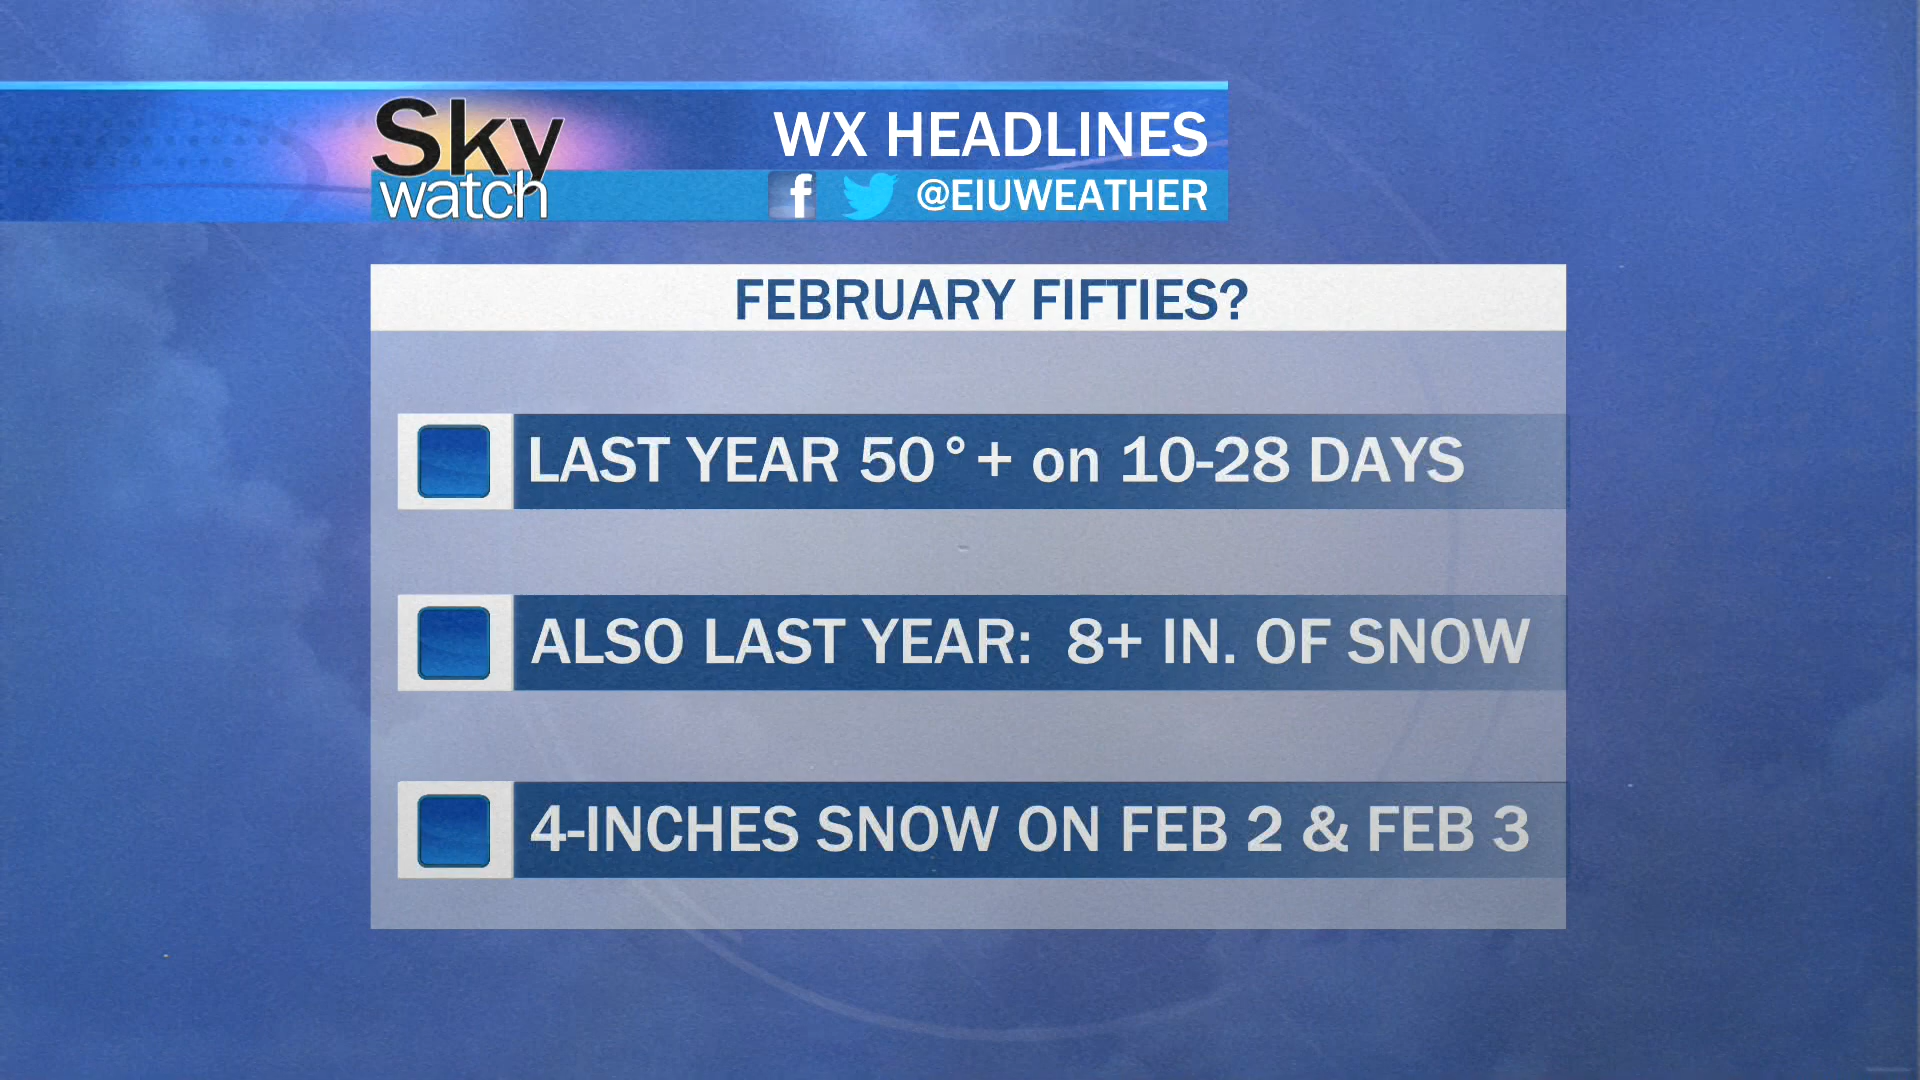 Sky
watch
WX HEADLINES
f @EIUWEATHER
FEBRUARY FIFTIES?
LAST YEAR 50°+ on 10-28 DAYS
ALSO LAST YEAR: 8+ IN. OF SNOW
4-INCHES SNOW ON FEB 2 & FEB 3